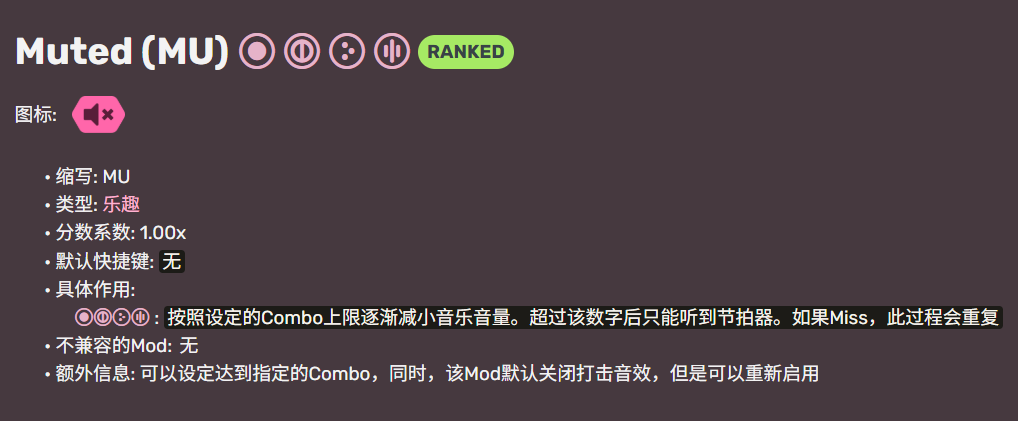 Muted (MU) RANKED
图标:
• 缩写: MU
• 类型: 乐趣
• 分数系数: 1.00x
• 默认快捷键: 无
• 具体作用:
: 按照设定的Combo上限逐渐减小音乐音量。超过该数字后只能听到节拍器。如果Miss，此过程会重复
• 不兼容的Mod: 无
• 额外信息: 可以设定达到指定的Combo，同时，该Mod默认关闭打击音效，但是可以重新启用